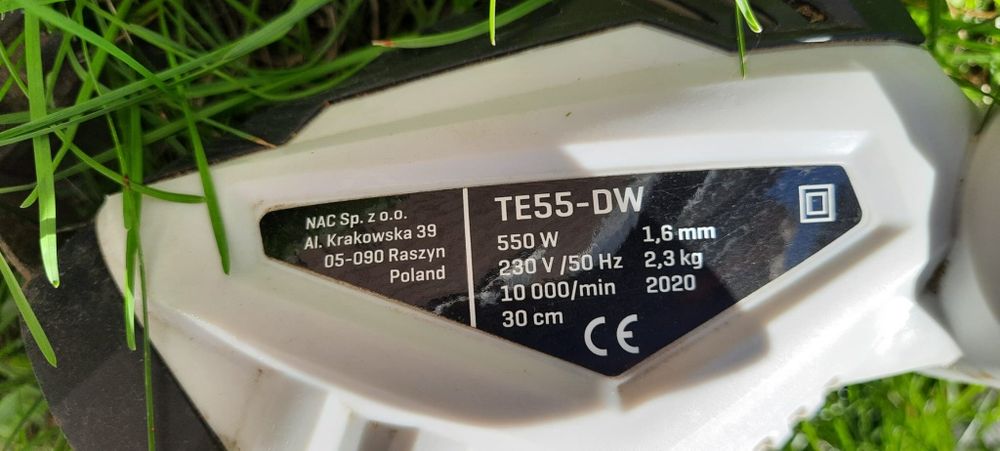 NAC Sp. z o.o.
Al. Krakowska 39
05-090 Raszyn
Poland
TE55-DW
550 W
230 V /50 Hz
10 000/min
30 cm
1,6 mm
2,3 kg
2020
CE